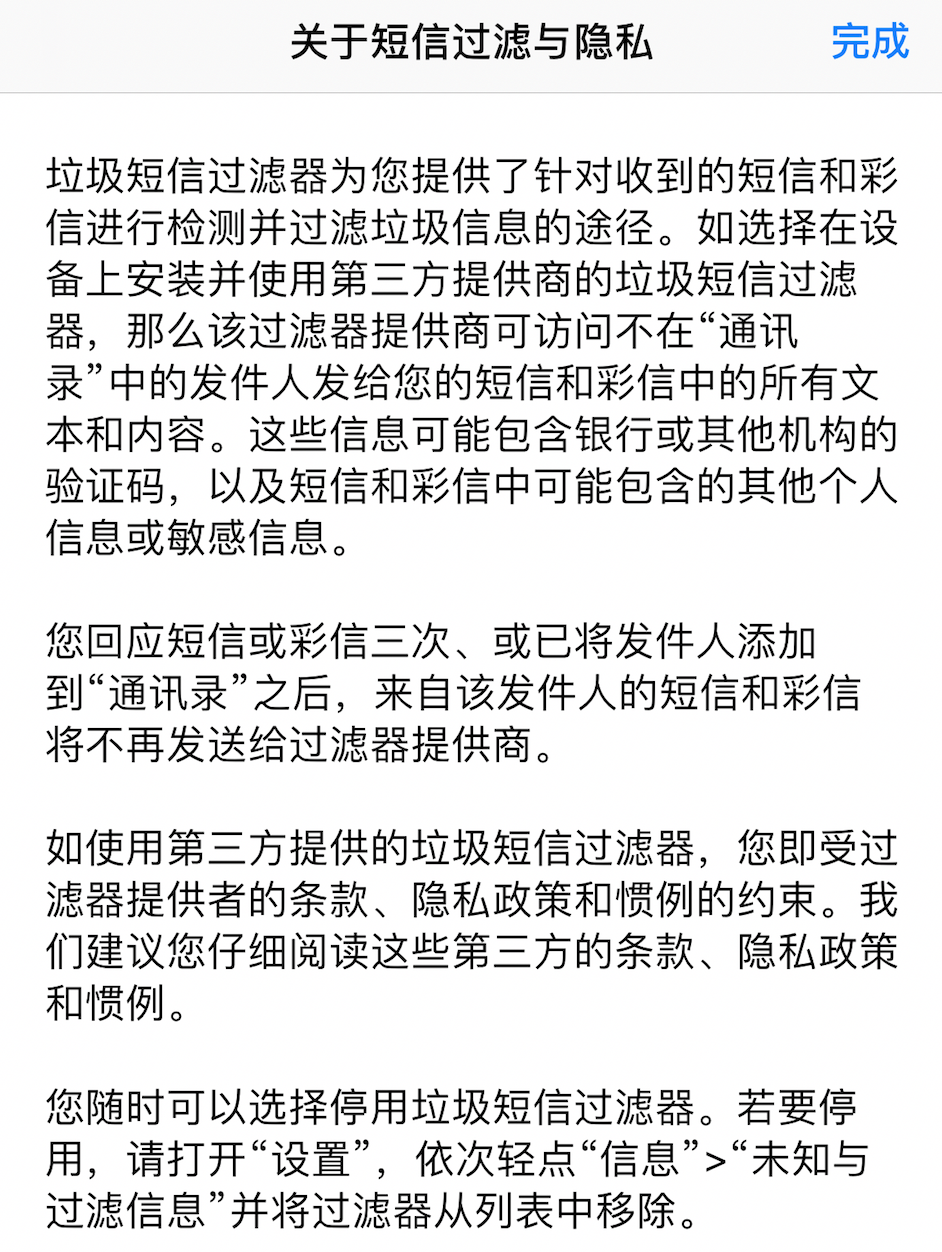 关于短信过滤与隐私
完成
垃圾短信过滤器为您提供了针对收到的短信和彩
信进行检测并过滤垃圾信息的途径。如选择在设
备上安装并使用第三方提供商的垃圾短信过滤
器，那么该过滤器提供商可访问不在“通讯
录”中的发件人发给您的短信和彩信中的所有文
本和内容。这些信息可能包含银行或其他机构的
验证码，以及短信和彩信中可能包含的其他个人
信息或敏感信息。
您回应短信或彩信三次、或已将发件人添加
到“通讯录”之后，来自该发件人的短信和彩信
将不再发送给过滤器提供商。
如使用第三方提供的垃圾短信过滤器，您即受过
滤器提供者的条款、隐私政策和惯例的约束。我
们建议您仔细阅读这些第三方的条款、隐私政策
和惯例。
您随时可以选择停用垃圾短信过滤器。若要停
用，请打开“设置”，依次轻点“信息”>“未知与
过滤信息”并将过滤器从列表中移除。